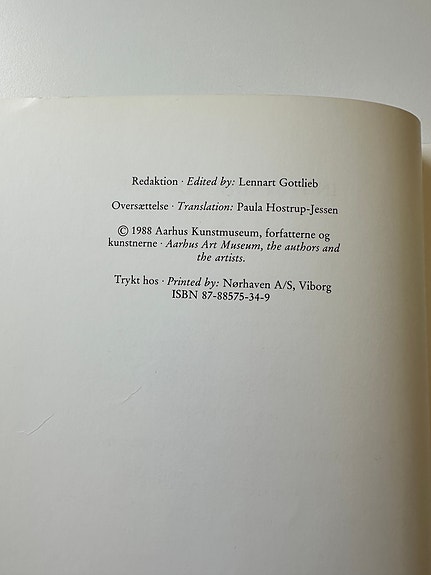 Redaktion · Edited by: Lennart Gottlieb
Oversættelse · Translation: Paula Hostrup-Jessen
© 1988 Aarhus Kunstmuseum, forfatterne og
kunstnerne · Aarhus Art Museum, the authors and
the artists.
Trykt hos · Printed by: Nørhaven A/S, Viborg
ISBN 87-88575-34-9